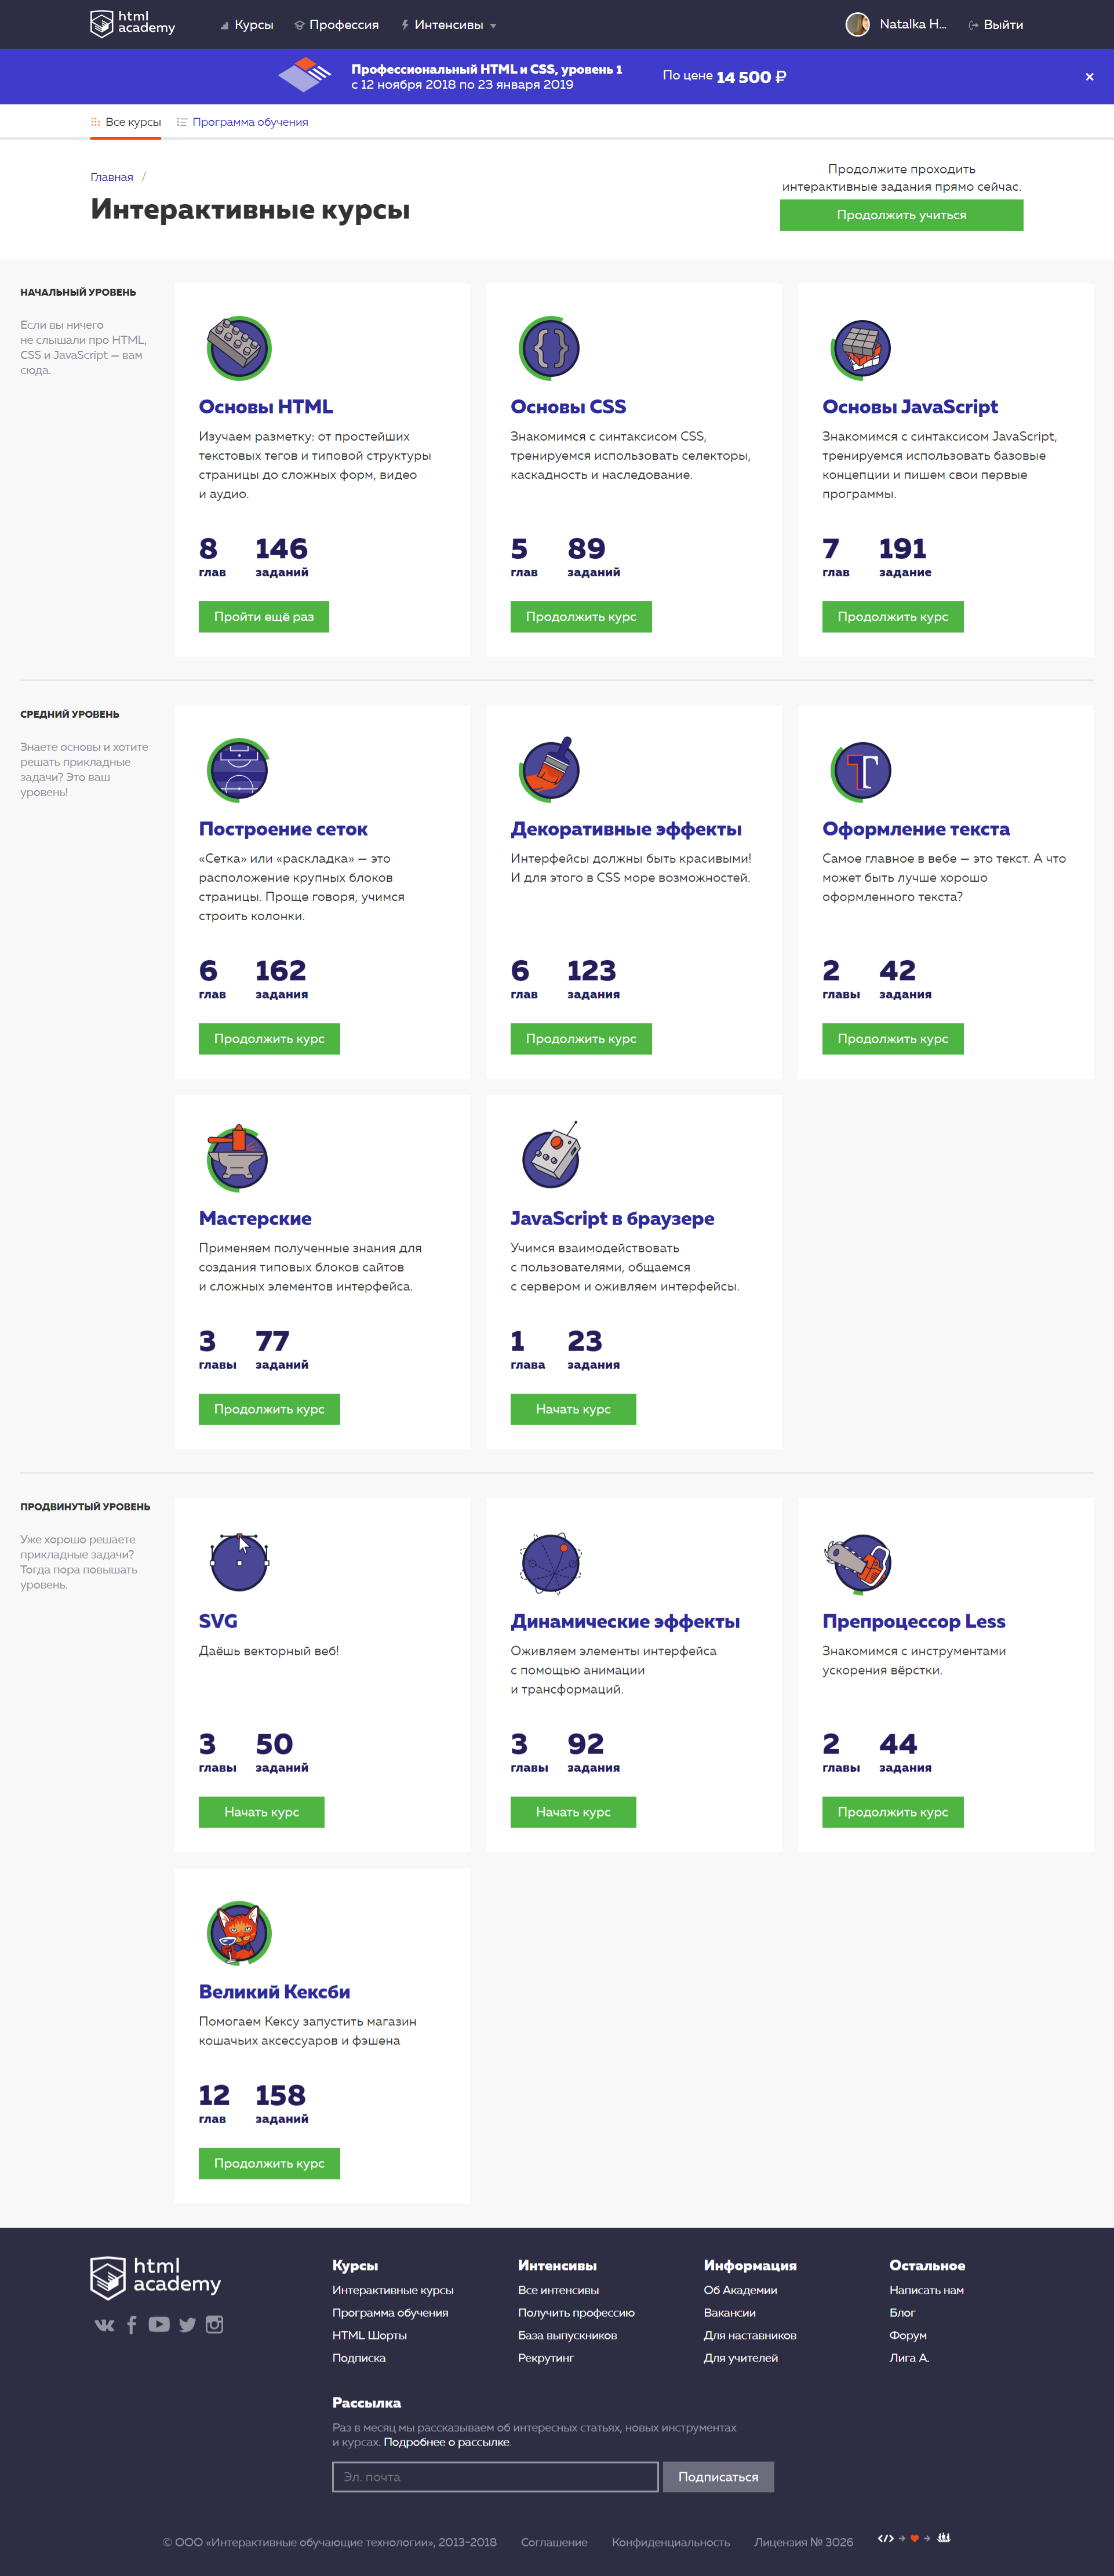 html academy
Курсы
Профессия
Интенсивы
Natalka H...
Выйти
Профессиональный HTML и CSS, уровень 1
с 12 ноября 2018 по 23 января 2019
По цене 14 500 ₽
×
Все курсы
Программа обучения
Главная /
Интерактивные курсы
Продолжите проходить
интерактивные задания прямо сейчас.
Продолжить учиться
НАЧАЛЬНЫЙ УРОВЕНЬ
Если вы ничего
не слышали про HTML,
CSS и JavaScript — вам
сюда.
Основы HTML
Изучаем разметку: от простейших
текстовых тегов и типовой структуры
страницы до сложных форм, видео
и аудио.
8 146
глав заданий
Пройти ещё раз
Основы CSS
Знакомимся с синтаксисом CSS,
тренируемся использовать селекторы,
каскадность и наследование.
5 89
глав заданий
Продолжить курс
Основы JavaScript
Знакомимся с синтаксисом JavaScript,
тренируемся использовать базовые
концепции и пишем свои первые
программы.
7 191
глав задание
Продолжить курс
СРЕДНИЙ УРОВЕНЬ
Знаете основы и хотите
решать прикладные
задачи? Это ваш
уровень!
Построение сеток
«Сетка» или «раскладка» — это
расположение крупных блоков
страницы. Проще говоря, учимся
строить колонки.
6 162
глав задания
Продолжить курс
Декоративные эффекты
Интерфейсы должны быть красивыми!
И для этого в CSS море возможностей.
6 123
глав задания
Продолжить курс
T
Оформление текста
Самое главное в вебе — это текст. А что
может быть лучше хорошо
оформленного текста?
2 42
главы задания
Продолжить курс
Мастерские
Применяем полученные знания для
создания типовых блоков сайтов
и сложных элементов интерфейса.
3 77
главы заданий
Продолжить курс
JavaScript в браузере
Учимся взаимодействовать
с пользователями, общаемся
с сервером и оживляем интерфейсы.
1 23
глава задания
Начать курс
ПРОДВИНУТЫЙ УРОВЕНЬ
Уже хорошо решаете
прикладные задачи?
Тогда пора повышать
уровень.
SVG
Даёшь векторный веб!
3 50
главы заданий
Начать курс
Динамические эффекты
Оживляем элементы интерфейса
с помощью анимации
и трансформаций.
3 92
главы задания
Начать курс
Препроцессор Less
Знакомимся с инструментами
ускорения вёрстки.
2 44
главы задания
Продолжить курс
Великий Кексби
Помогаем Кексу запустить магазин
кошачьих аксессуаров и фэшена
12 158
глав заданий
Продолжить курс
html
academy
Курсы
Интерактивные курсы
Программа обучения
HTML Шорты
Подписка
Интенсивы
Все интенсивы
Получить профессию
База выпускников
Рекрутинг
Информация
Об Академии
Вакансии
Для наставников
Для учителей
Остальное
Написать нам
Блог
Форум
Лига А.
Рассылка
Раз в месяц мы рассказываем об интересных статьях, новых инструментах
и курсах. Подробнее о рассылке.
Эл. почта
Подписаться
© ООО «Интерактивные обучающие технологии», 2013–2018
Соглашение
Конфиденциальность
Лицензия № 3026